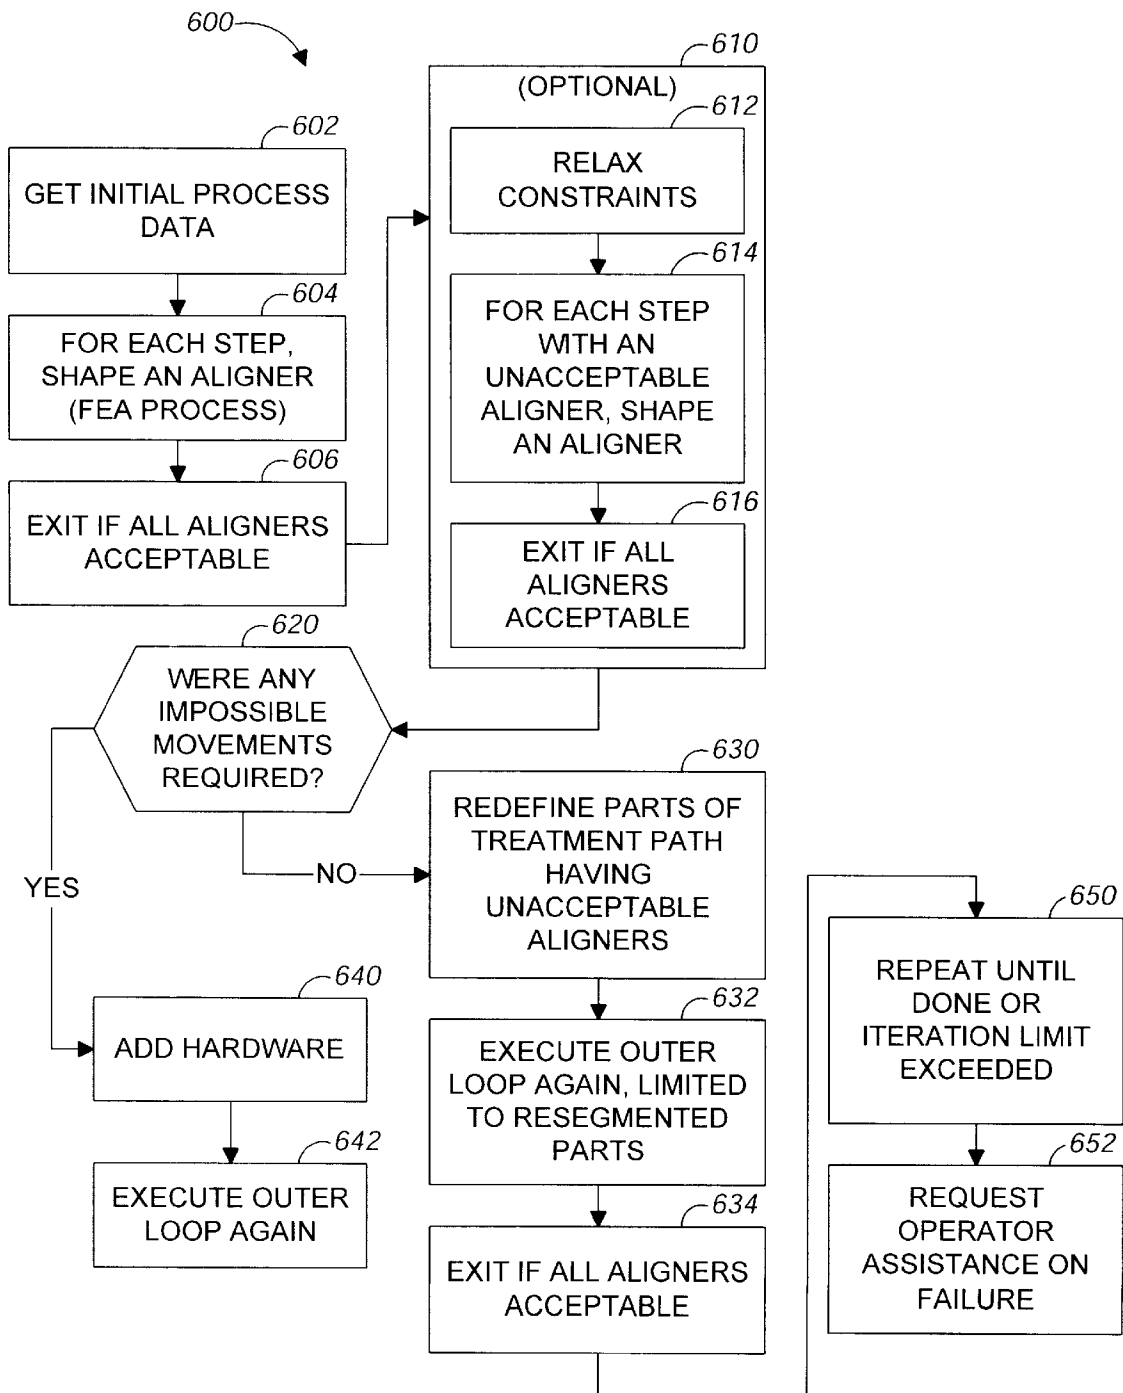 600
602
GET INITIAL PROCESS
DATA
604
FOR EACH STEP,
SHAPE AN ALIGNER
(FEA PROCESS)
606
EXIT IF ALL ALIGNERS
ACCEPTABLE
610
(OPTIONAL)
612
RELAX
CONSTRAINTS
614
FOR EACH STEP
WITH AN
UNACCEPTABLE
ALIGNER, SHAPE
AN ALIGNER
616
EXIT IF ALL
ALIGNERS
ACCEPTABLE
620
WERE ANY
IMPOSSIBLE
MOVEMENTS
REQUIRED?
YES
NO
630
REDEFINE PARTS OF
TREATMENT PATH
HAVING
UNACCEPTABLE
ALIGNERS
632
EXECUTE OUTER
LOOP AGAIN, LIMITED
TO RESEGMENTED
PARTS
634
EXIT IF ALL ALIGNERS
ACCEPTABLE
640
ADD HARDWARE
642
EXECUTE OUTER
LOOP AGAIN
650
REPEAT UNTIL
DONE OR
ITERATION LIMIT
EXCEEDED
652
REQUEST
OPERATOR
ASSISTANCE ON
FAILURE